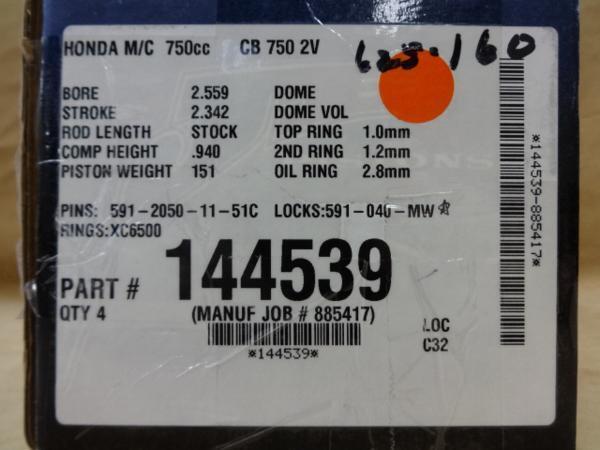 HONDA M/C 750cc CB 750 2V
BORE 2.559 DOME
STROKE 2.342 DOME VOL
ROD LENGTH STOCK TOP RING 1.0mm
COMP HEIGHT .940 2ND RING 1.2mm
PISTON WEIGHT 151 OIL RING 2.8mm
PINS: 591-2050-11-51C LOCKS:591-040-MW
RINGS:XC6500
PART # 144539
QTY 4 (MANUF JOB # 885417)
*144539*
LOC
C32
*144539-885417*